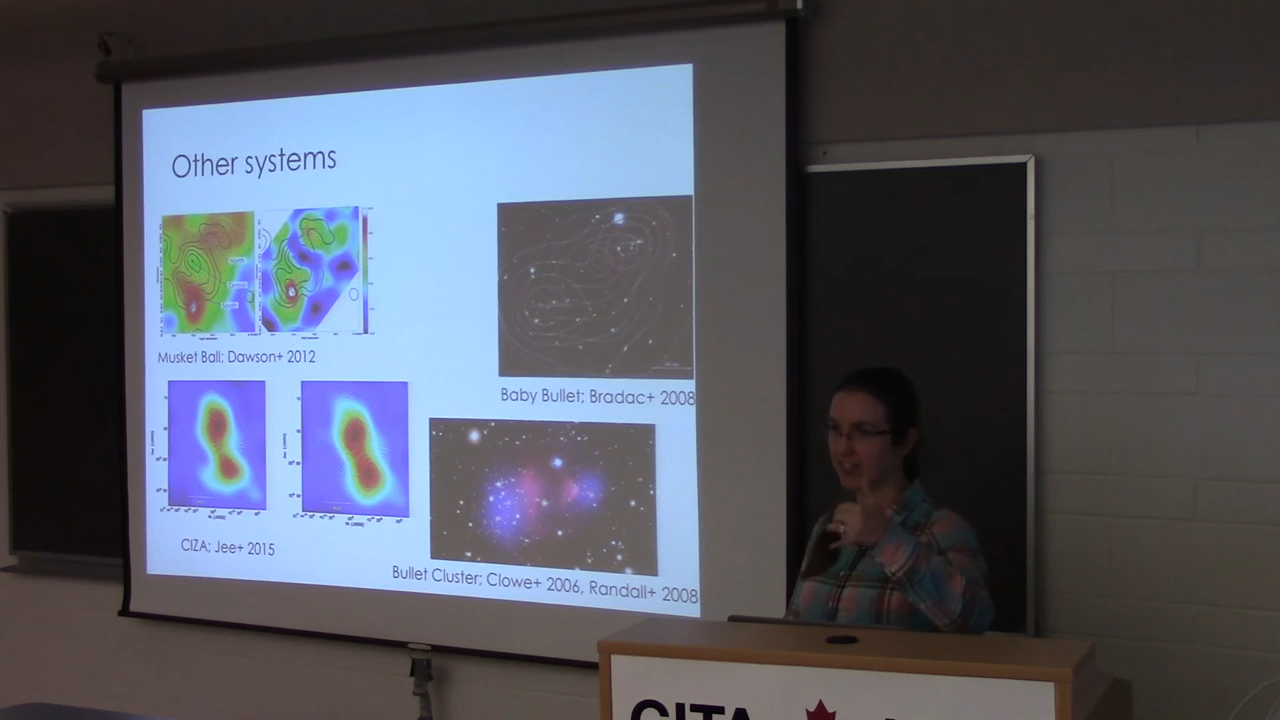 Other systems
Musket Ball; Dawson+ 2012
Baby Bullet; Bradac+ 2008
CIZA; Jee+ 2015
Bullet Cluster; Clowe+ 2006, Randall+ 2008
CITA